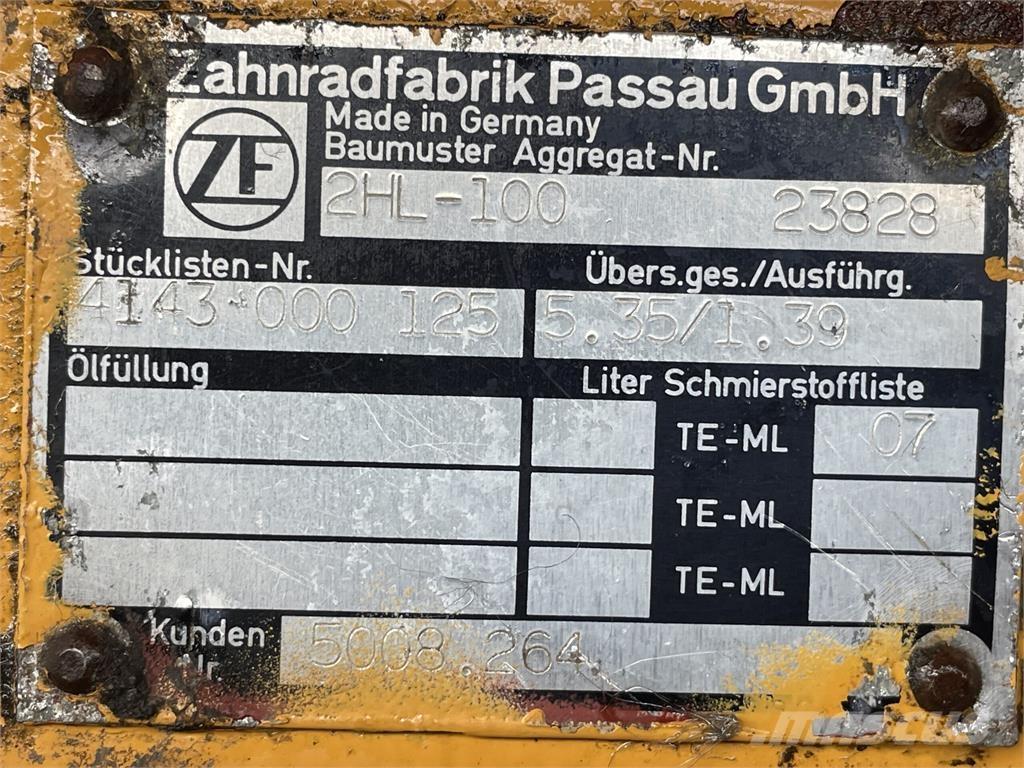 Zahnradfabrik Passau GmbH
ZF
Made in Germany
Baumuster Aggregat-Nr.
2HL-100 23828
Stücklisten-Nr. Übers.ges./Ausführg.
4143 000 125 5.35/1.39
Ölfüllung Liter Schmierstoffliste
TE-ML 07
TE-ML
TE-ML
Kunden 5008.264.
Nr.
MASCUS